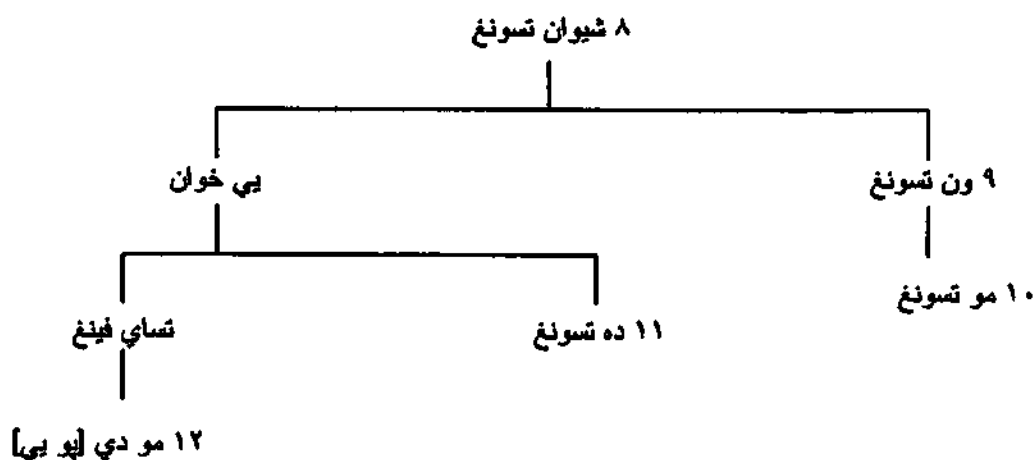 ٨ شيوان تسونغ
٩ ون تسونغ
يي خوان
١٠ مو تسونغ
١١ ده تسونغ
تساي فينغ
١٢ مو دي [پو يي]